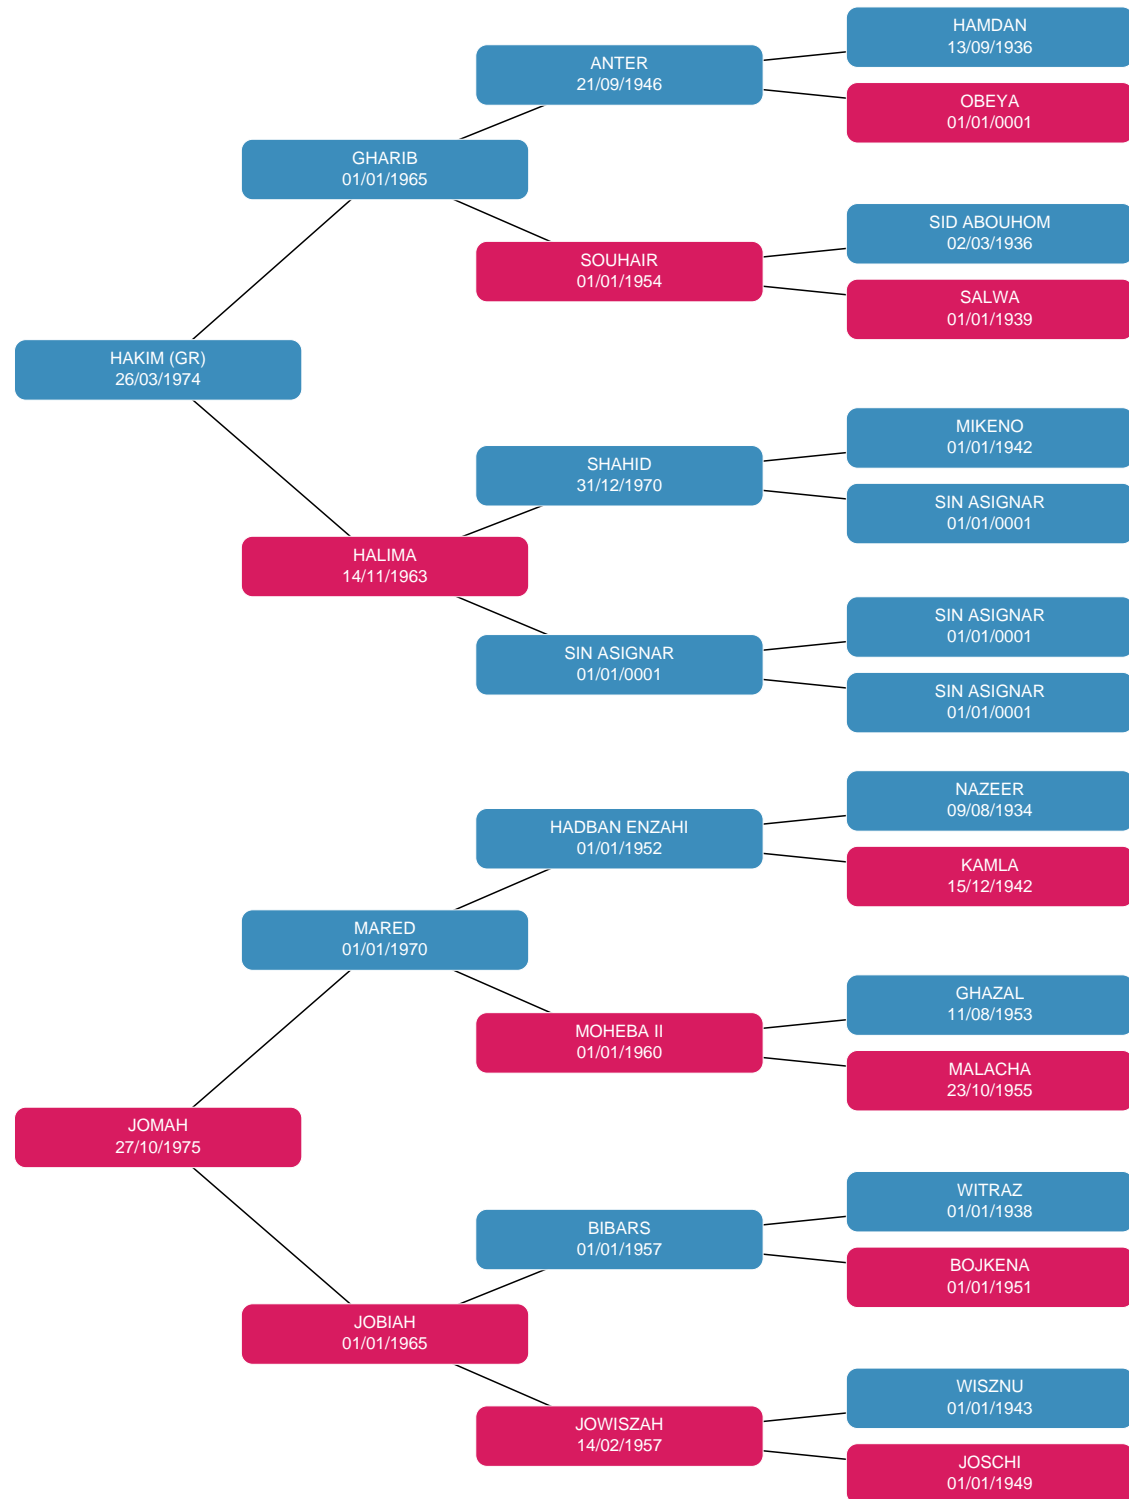 HAMDAN
13/09/1936
ANTER
21/09/1946
OBEYA
01/01/0001
GHARIB
01/01/1965
SID ABOUHOM
02/03/1936
SOUHAIR
01/01/1954
SALWA
01/01/1939
HAKIM (GR)
26/03/1974
MIKENO
01/01/1942
SHAHID
31/12/1970
SIN ASIGNAR
01/01/0001
HALIMA
14/11/1963
SIN ASIGNAR
01/01/0001
SIN ASIGNAR
01/01/0001
SIN ASIGNAR
01/01/0001
NAZEER
09/08/1934
HADBAN ENZAHI
01/01/1952
KAMLA
15/12/1942
MARED
01/01/1970
GHAZAL
11/08/1953
MOHEBA II
01/01/1960
MALACHA
23/10/1955
JOMAH
27/10/1975
WITRAZ
01/01/1938
BIBARS
01/01/1957
BOJKENA
01/01/1951
JOBIAH
01/01/1965
WISZNU
01/01/1943
JOWISZAH
14/02/1957
JOSCHI
01/01/1949